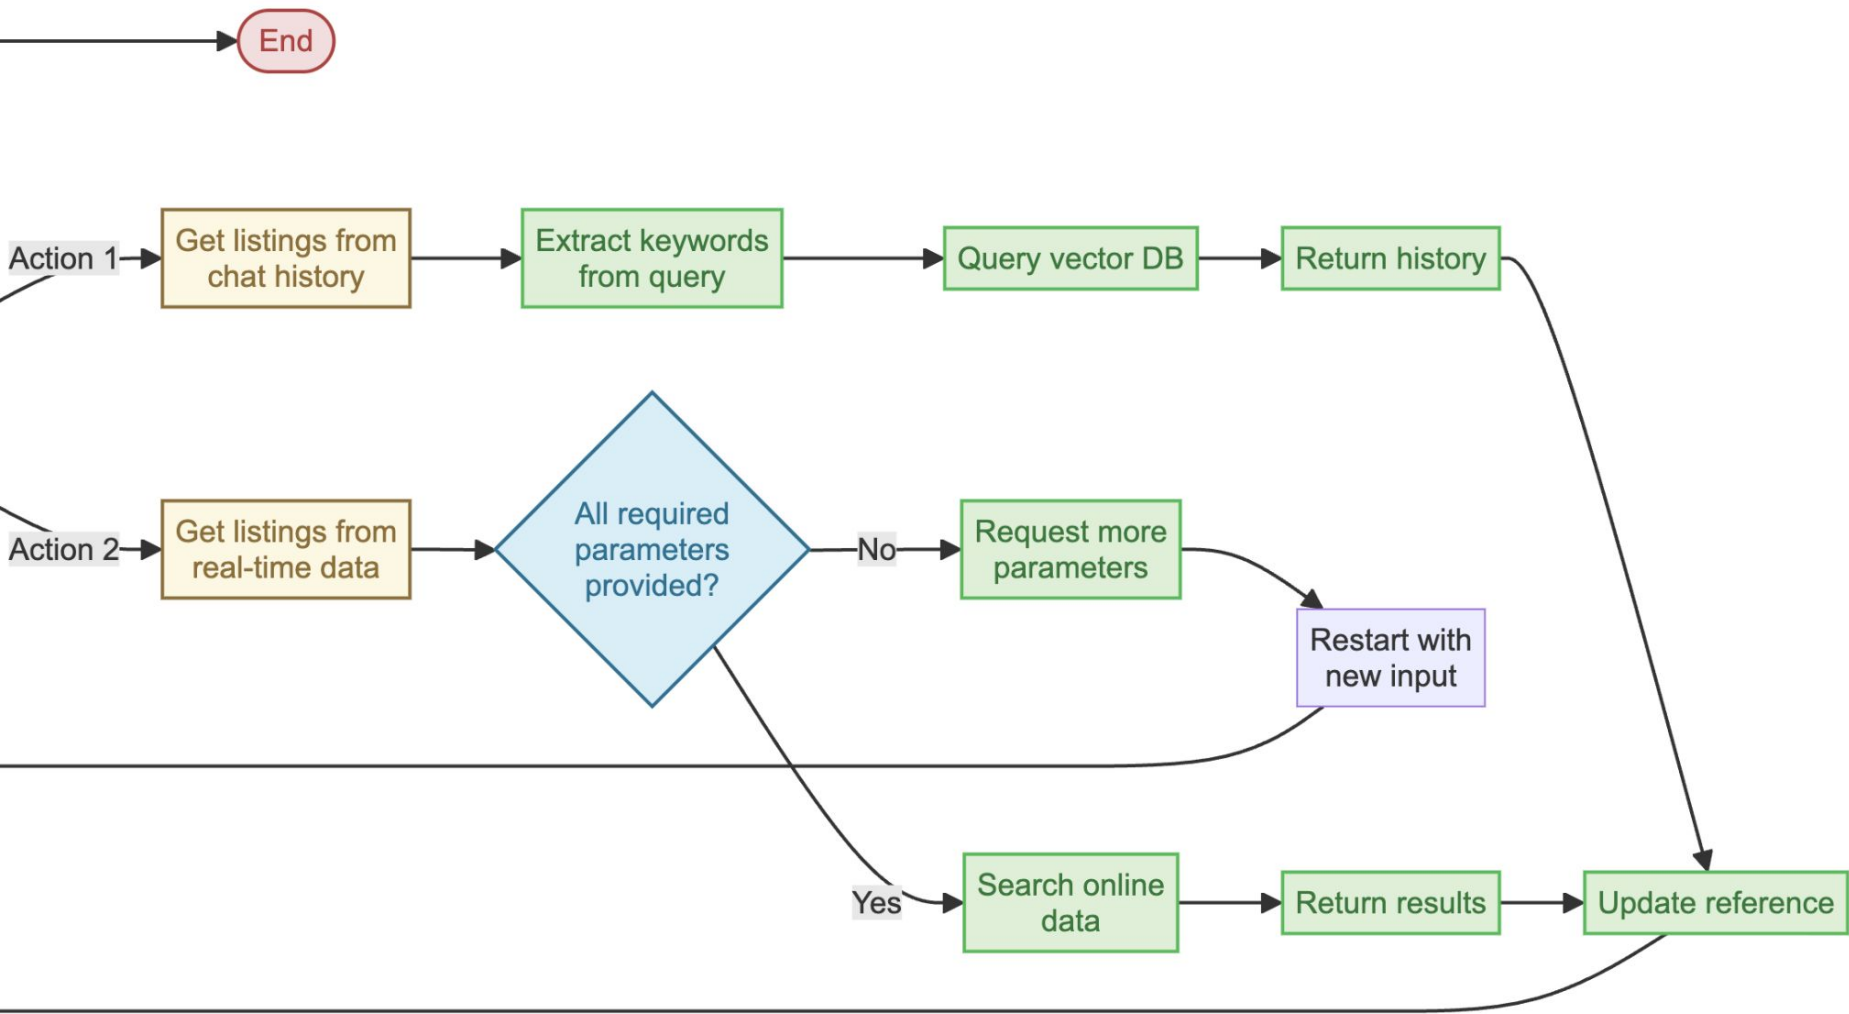 End
Action 1
Get listings from
chat history
Extract keywords
from query
Query vector DB
Return history
Action 2
Get listings from
real-time data
All required
parameters
provided?
No
Request more
parameters
Restart with
new input
Yes
Search online
data
Return results
Update reference